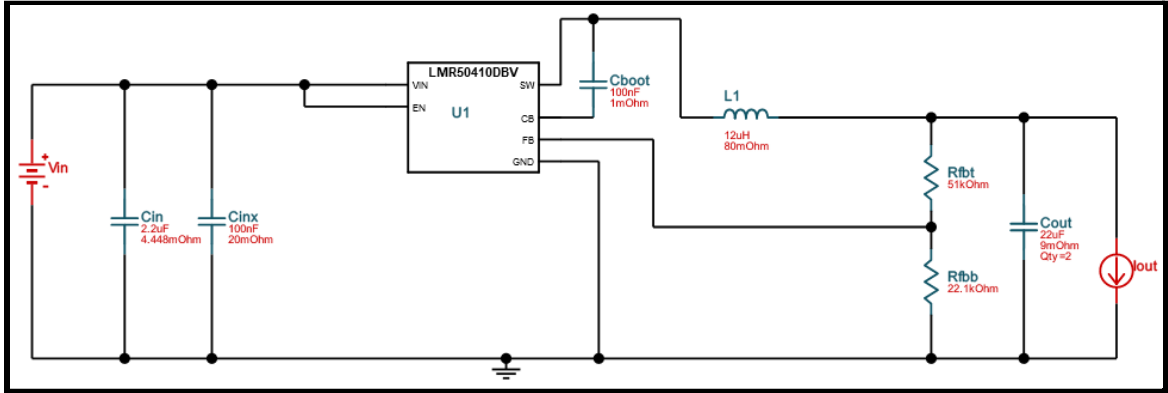 LMR50410DBV
VIN
EN
U1
SW
CB
FB
GND
Cboot
100nF
1mOhm
L1
12uH
80mOhm
+
Vin
-
Cin
2.2uF
4.448mOhm
Cinx
100nF
20mOhm
Rfbt
51kOhm
Rfbb
22.1kOhm
Cout
22uF
9mOhm
Qty=2
Iout